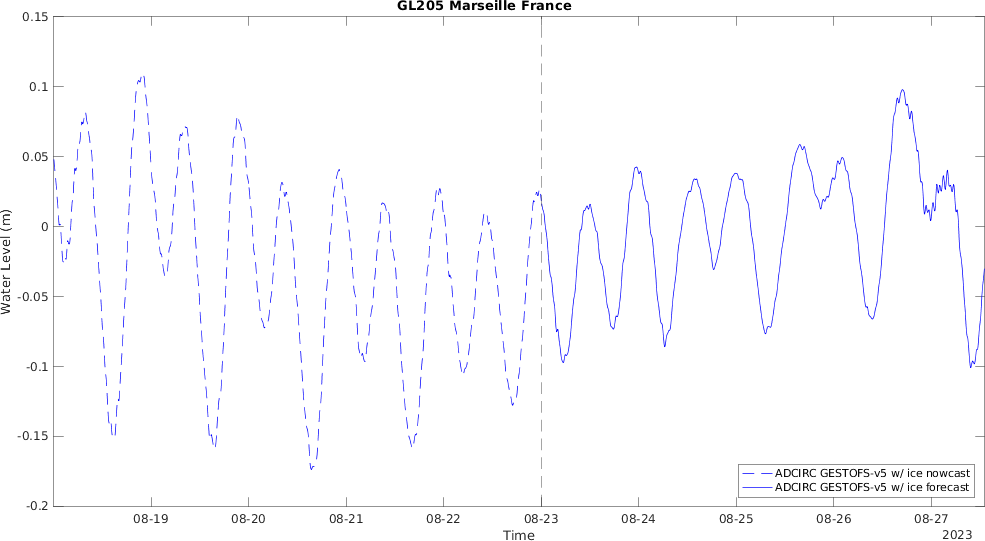 GL205 Marseille France
0.15
0.1
0.05
0
-0.05
-0.1
-0.15
-0.2
Water Level (m)
08-19 08-20 08-21 08-22 08-23 08-24 08-25 08-26 08-27
Time
2023
ADCIRC GESTOFS-v5 w/ ice nowcast
ADCIRC GESTOFS-v5 w/ ice forecast